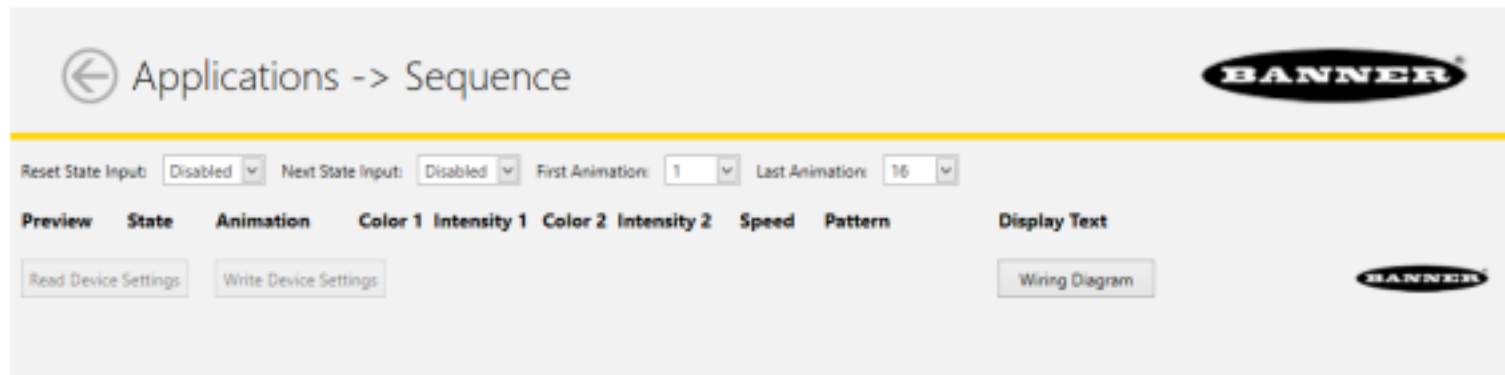 Applications -> Sequence
BANNER
Reset State Input: Disabled Next State Input: Disabled First Animation: 1 Last Animation: 16
Preview State Animation Color 1 Intensity 1 Color 2 Intensity 2 Speed Pattern Display Text
Read Device Settings Write Device Settings Wiring Diagram BANNER